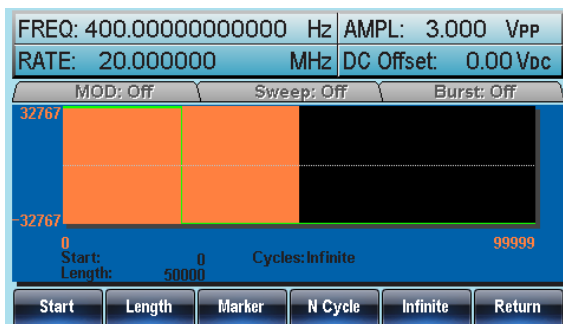 FREQ: 400.00000000000 Hz AMPL: 3.000 VPP
RATE: 20.000000 MHz DC Offset: 0.00 VDC
MOD: Off Sweep: Off Burst: Off
32767
-32767
0 99999
Start: 0 Cycles:Infinite
Length: 50000
Start Length Marker N Cycle Infinite Return